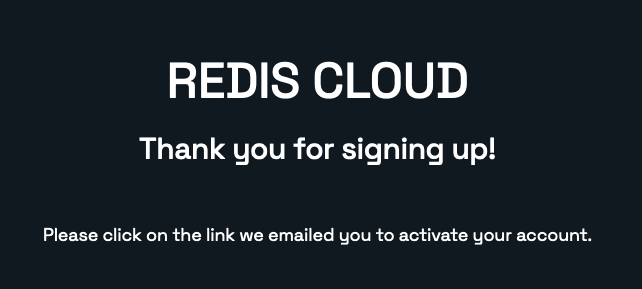 REDIS CLOUD
Thank you for signing up!
Please click on the link we emailed you to activate your account.